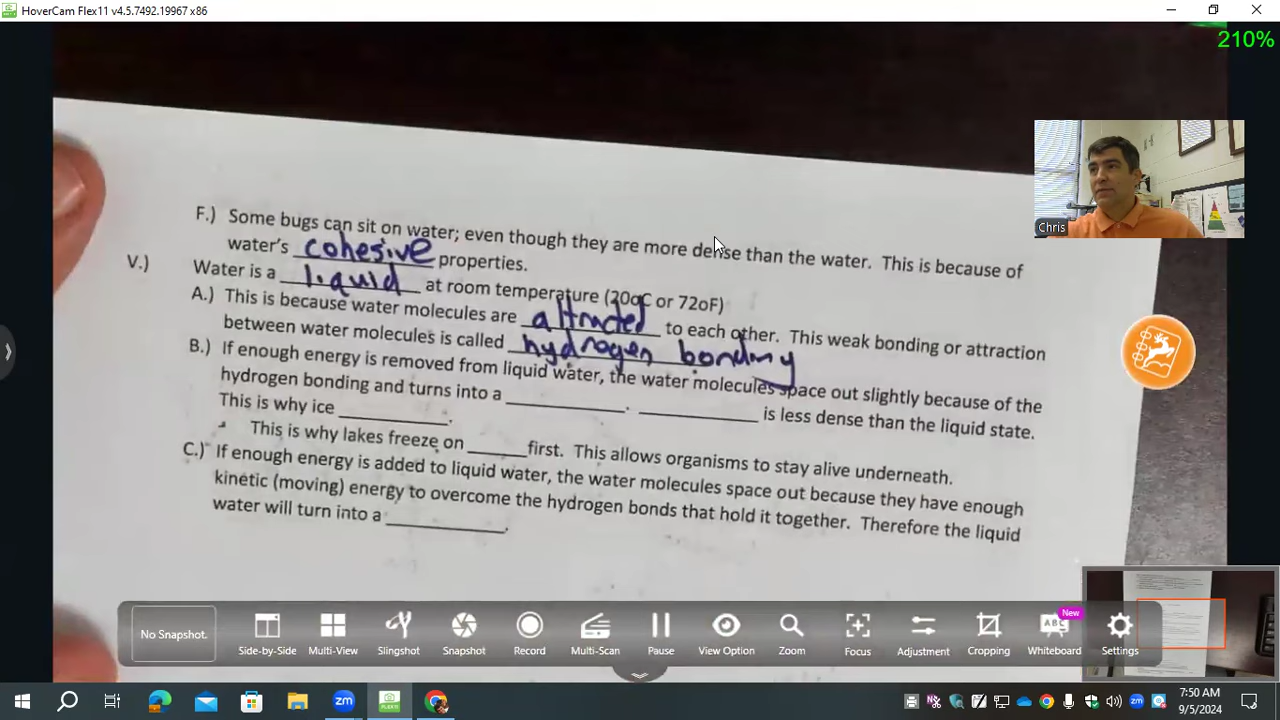 HoverCam Flex11 v4.5.7492.19967 x86
210%
Chris
F.) Some bugs can sit on water; even though they are more dense than the water. This is because of
water's cohesive properties.
V.) Water is a liquid at room temperature (20oC or 72oF)
A.) This is because water molecules are attracted to each other. This weak bonding or attraction
between water molecules is called hydrogen bonding
B.) If enough energy is removed from liquid water, the water molecules space out slightly because of the
hydrogen bonding and turns into a ____________. ____________ is less dense than the liquid state.
This is why ice ____________.
This is why lakes freeze on ______ first. This allows organisms to stay alive underneath.
C.) If enough energy is added to liquid water, the water molecules space out because they have enough
kinetic (moving) energy to overcome the hydrogen bonds that hold it together. Therefore the liquid
water will turn into a ____________.
No Snapshot.
Side-by-Side Multi-View Slingshot Snapshot Record Multi-Scan Pause View Option Zoom Focus Adjustment Cropping Whiteboard Settings
New
ABC
zm
FLEX11
7:50 AM
9/5/2024